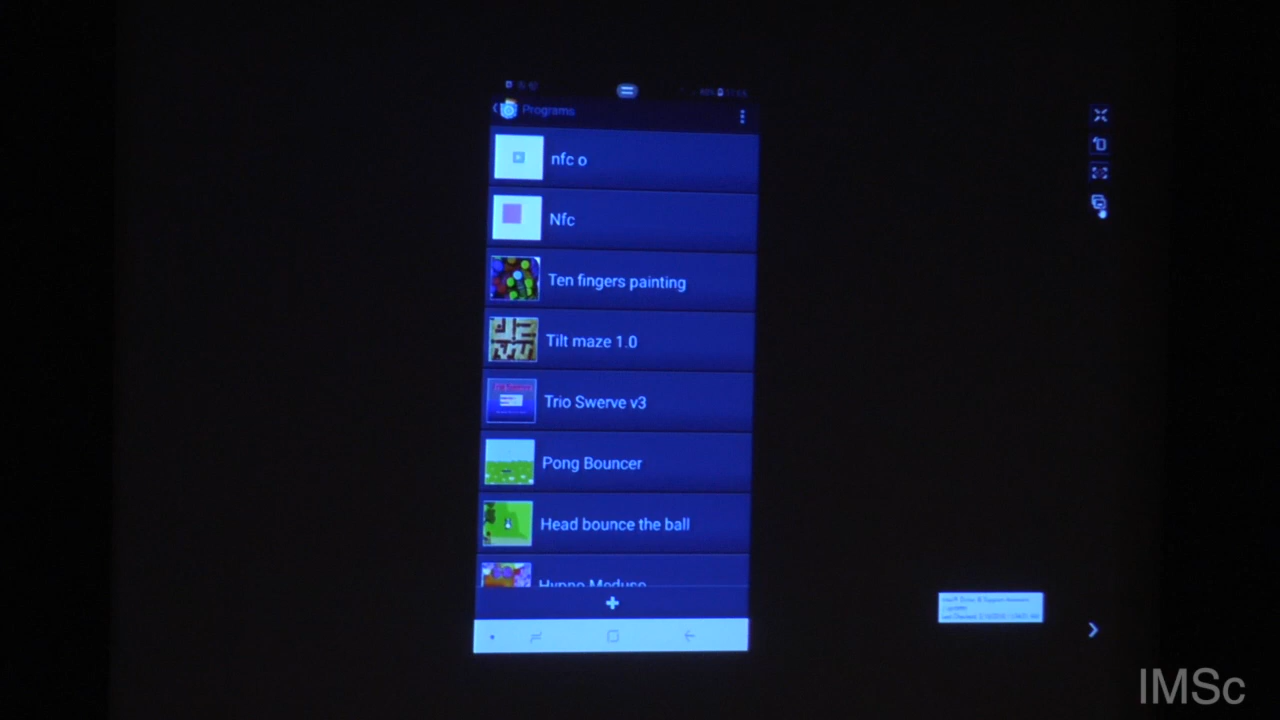 Programs
nfc o
Nfc
Ten fingers painting
Tilt maze 1.0
Trio Swerve v3
Pong Bouncer
Head bounce the ball
IMSc